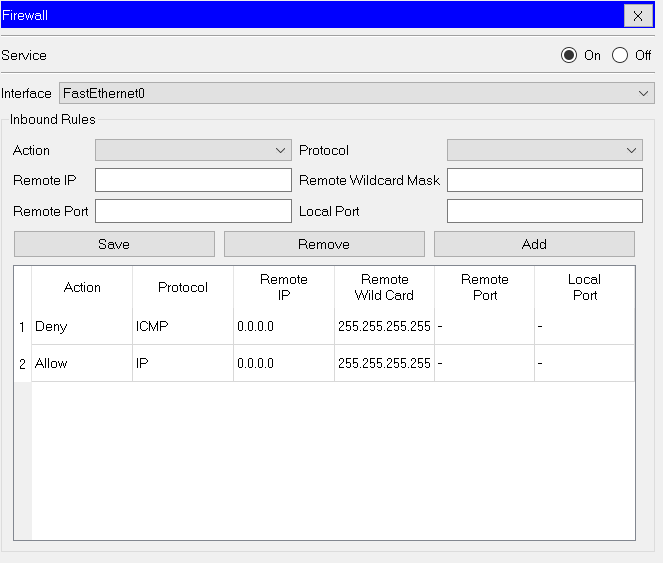 Firewall X
Service On Off
Interface FastEthernet0
Inbound Rules
Action Protocol
Remote IP Remote Wildcard Mask
Remote Port Local Port
Save Remove Add
Action Protocol Remote IP Remote Wild Card Remote Port Local Port
1 Deny ICMP 0.0.0.0 255.255.255.255 - -
2 Allow IP 0.0.0.0 255.255.255.255 - -